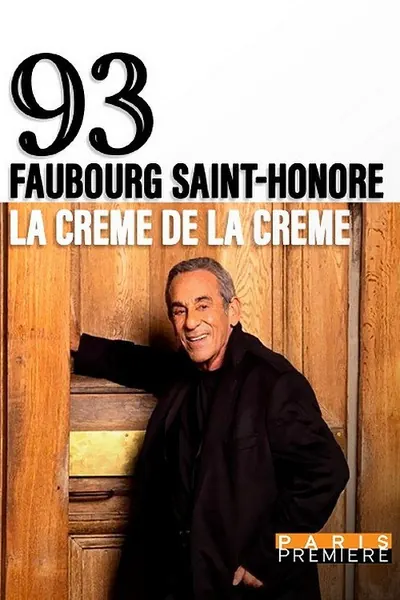 93
FAUBOURG SAINT-HONORE
LA CREME DE LA CREME
PARIS
PREMIERE